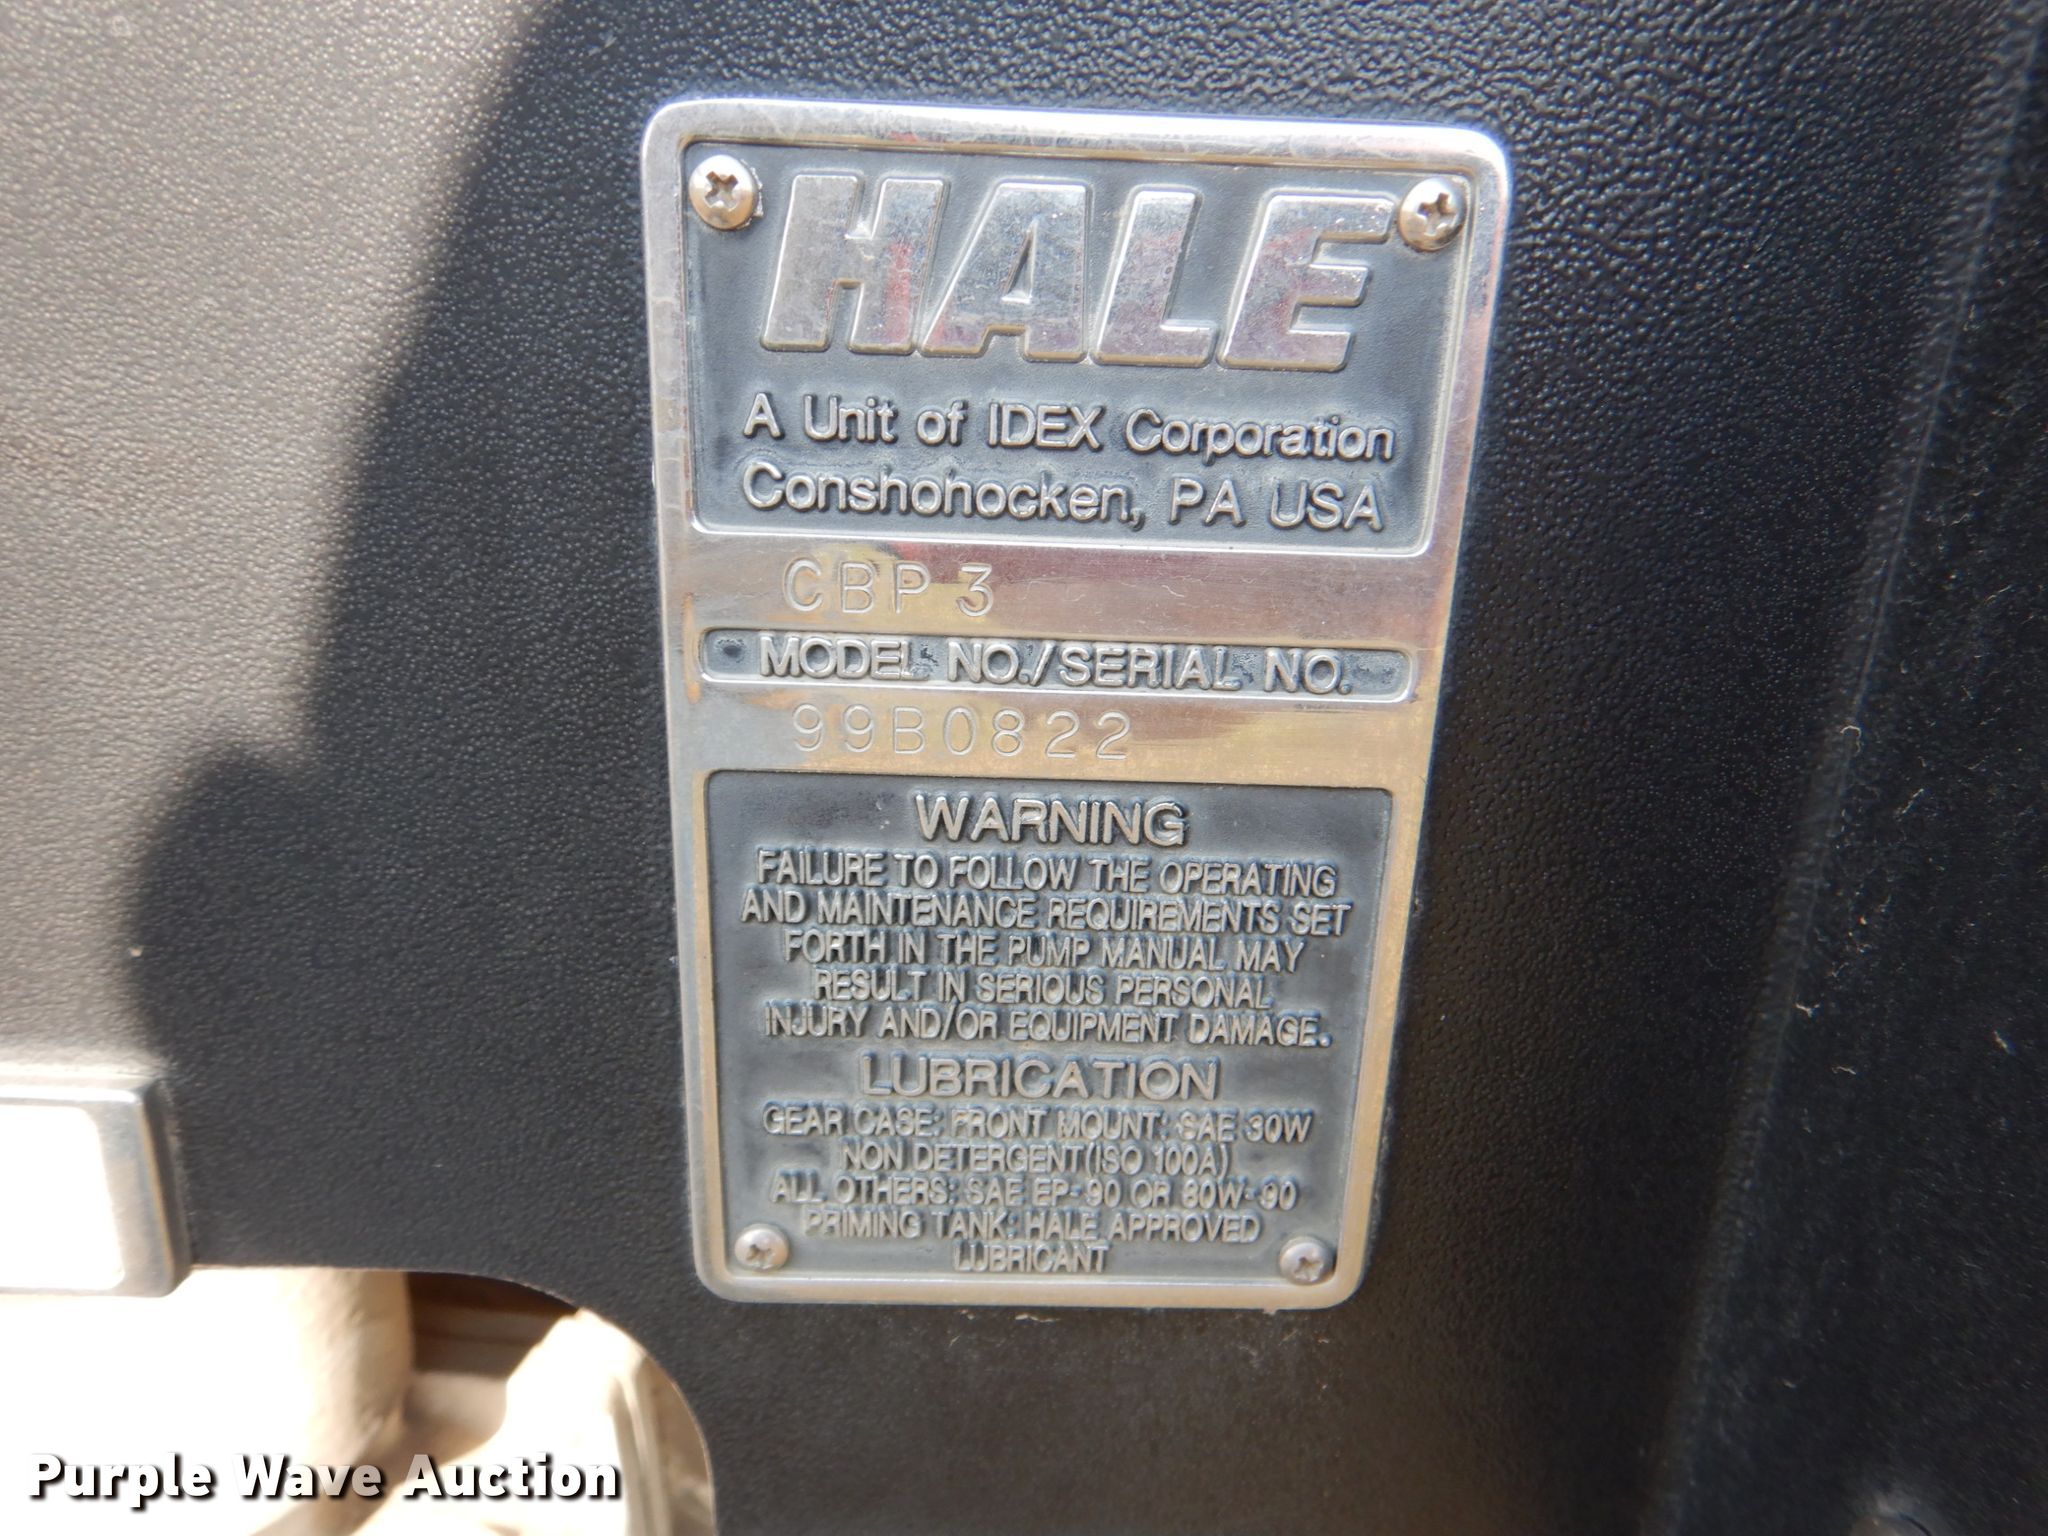 HALE
A Unit of IDEX Corporation
Conshohocken, PA USA
CBP 3
MODEL NO./SERIAL NO.
99B0822
WARNING
FAILURE TO FOLLOW THE OPERATING
AND MAINTENANCE REQUIREMENTS SET
FORTH IN THE PUMP MANUAL MAY
RESULT IN SERIOUS PERSONAL
INJURY AND/OR EQUIPMENT DAMAGE.
LUBRICATION
GEAR CASE: FRONT MOUNT: SAE 30W
NON DETERGENT(ISO 100A)
ALL OTHERS: SAE EP-90 OR 80W-90
PRIMING TANK: HALE APPROVED
LUBRICANT
Purple Wave Auction